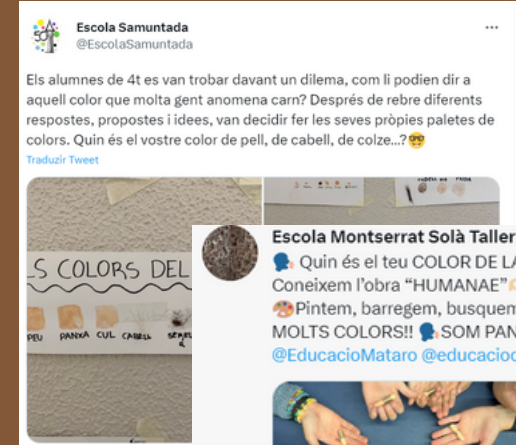 Escola Samuntada
@EscolaSamuntada
Els alumnes de 4t es van trobar davant un dilema, com li podien dir a
aquell color que molta gent anomena carn? Després de rebre diferents
respostes, propostes i idees, van decidir fer les seves pròpies paletes de
colors. Quin és el vostre color de pell, de cabell, de colze...?🤓
Traduzir Tweet
LS COLORS DEL
PEU PANXA CUL CABELL
Escola Montserrat Solà Taller
🗣️ Quin és el teu COLOR DE LA
Coneixem l'obra "HUMANAE"
🎨Pintem, barregem, busquem
MOLTS COLORS!! 🗣️SOM PAN
@EducacioMataro @educacioc